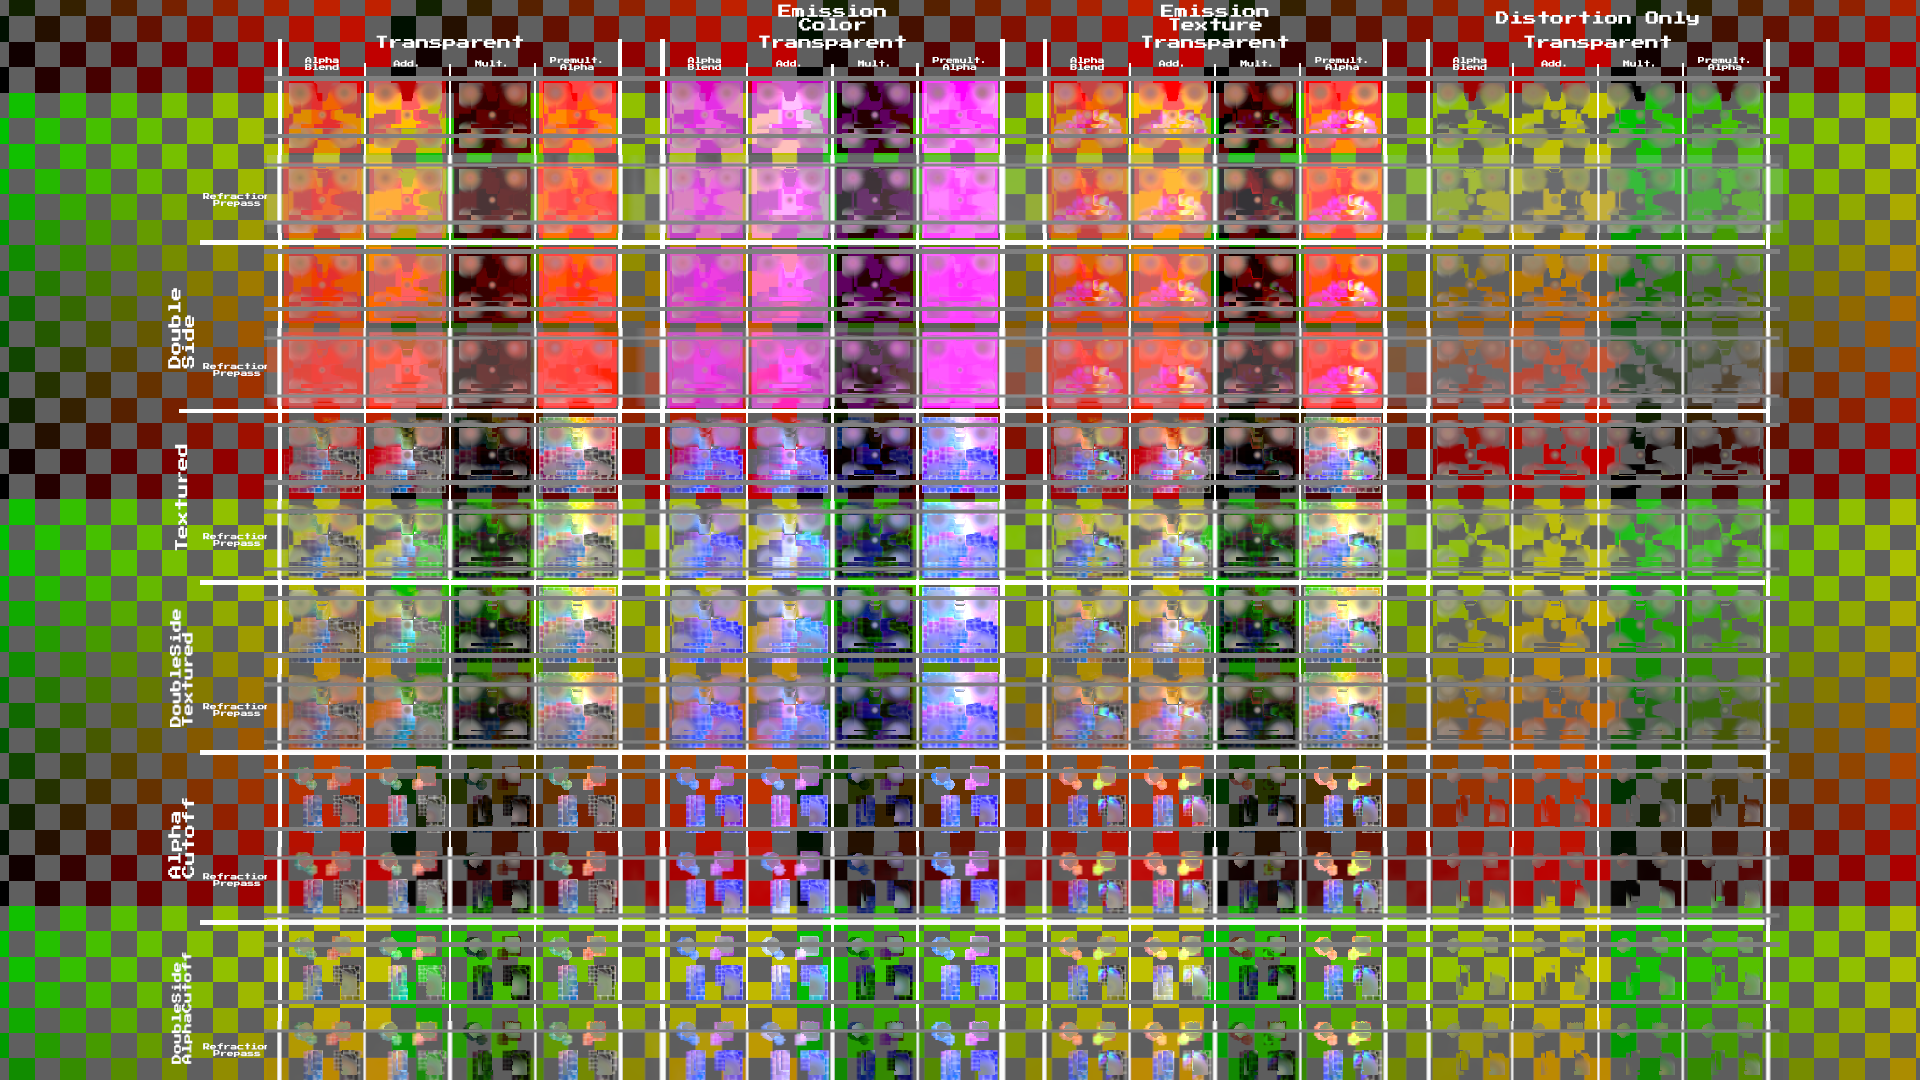 Emission
Color
Emission
Texture
Distortion Only
Transparent
Transparent
Transparent
Transparent
Alpha
Blend
Add.
Mult.
Premult.
Alpha
Alpha
Blend
Add.
Mult.
Premult.
Alpha
Alpha
Blend
Add.
Mult.
Premult.
Alpha
Alpha
Blend
Add.
Mult.
Premult.
Alpha
Refraction
Prepass
Double
Side
Refraction
Prepass
Textured
Refraction
Prepass
DoubleSide
Textured
Refraction
Prepass
Alpha
Cutoff
Refraction
Prepass
DoubleSide
AlphaCutoff
Refraction
Prepass